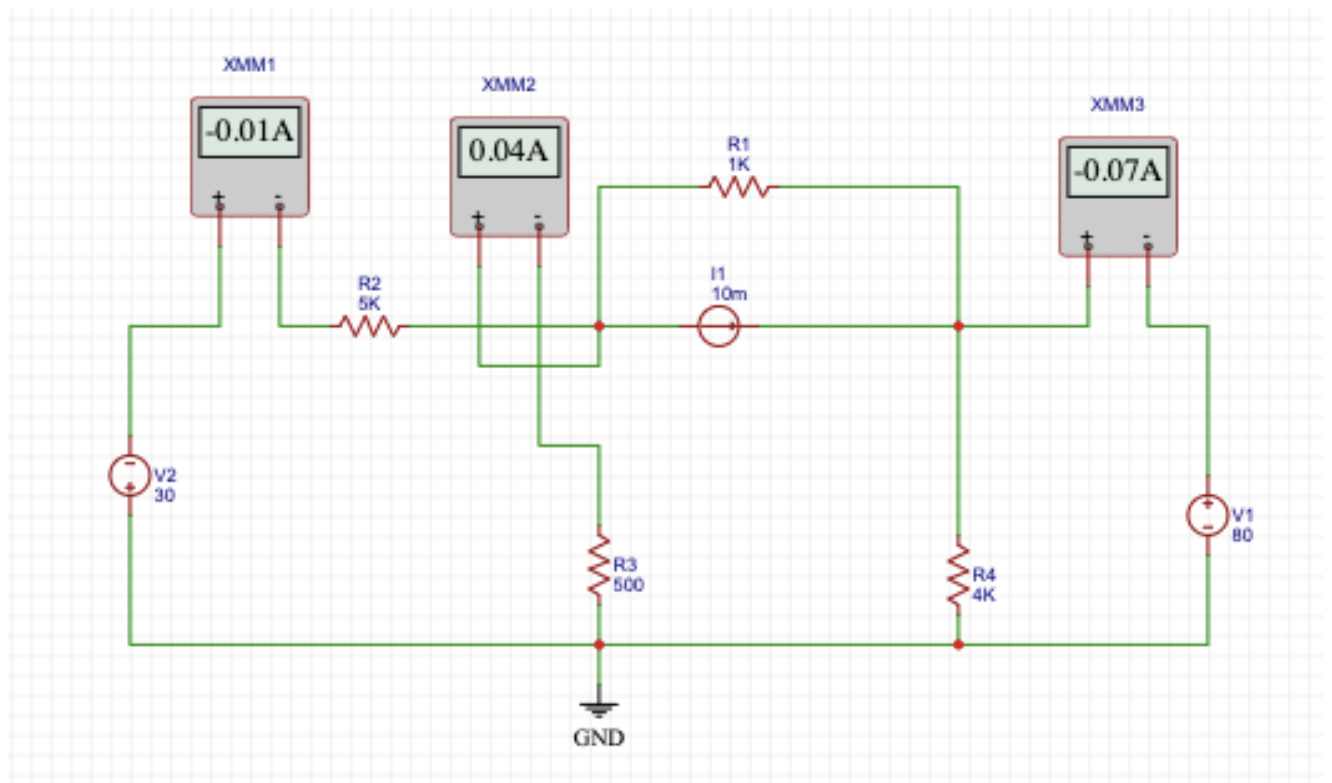 XMM1
-0.01A
+ -
XMM2
0.04A
+ -
XMM3
-0.07A
+ -
R1
1K
R2
5K
I1
10m
V2
30
- +
R3
500
R4
4K
V1
80
+ -
GND